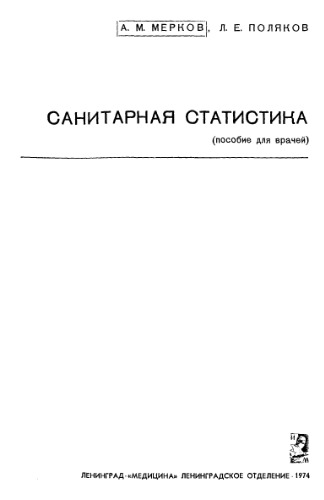 А. М. МЕРКОВ, Л. Е. ПОЛЯКОВ
САНИТАРНАЯ СТАТИСТИКА
(пособие для врачей)
ЛЕНИНГРАД·«МЕДИЦИНА» ЛЕНИНГРАДСКОЕ ОТДЕЛЕНИЕ·1974